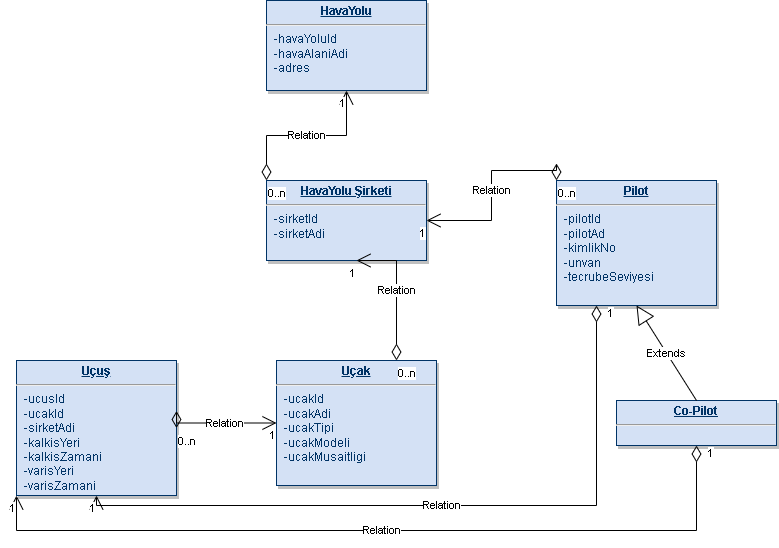 HavaYolu
-havaYoluId
-havaAlaniAdi
-adres
1
Relation
0..n
HavaYolu Şirketi
-sirketId
-sirketAdi
1
1
Relation
0..n
Pilot
-pilotId
-pilotAd
-kimlikNo
-unvan
-tecrubeSeviyesi
1
Relation
0..n
Extends
Uçuş
-ucusId
-ucakId
-sirketAdi
-kalkisYeri
-kalkisZamani
-varisYeri
-varisZamani
Relation
0..n
1
Uçak
-ucakId
-ucakAdi
-ucakTipi
-ucakModeli
-ucakMusaitligi
Co-Pilot
1
1
1
Relation
Relation